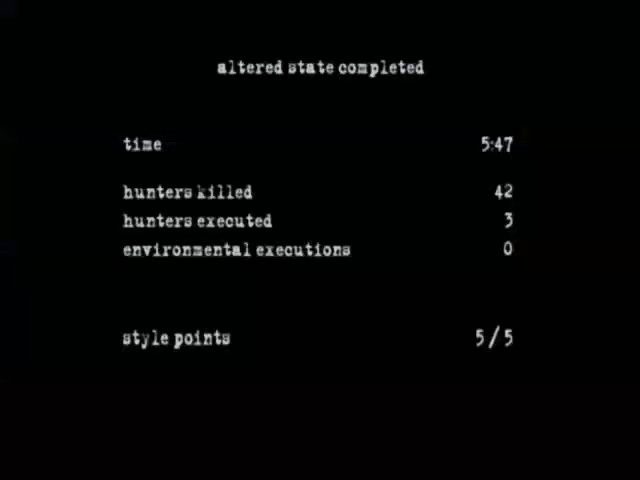 altered state completed
time 5:47
hunters killed 42
hunters executed 3
environmental executions 0
style points 5/5